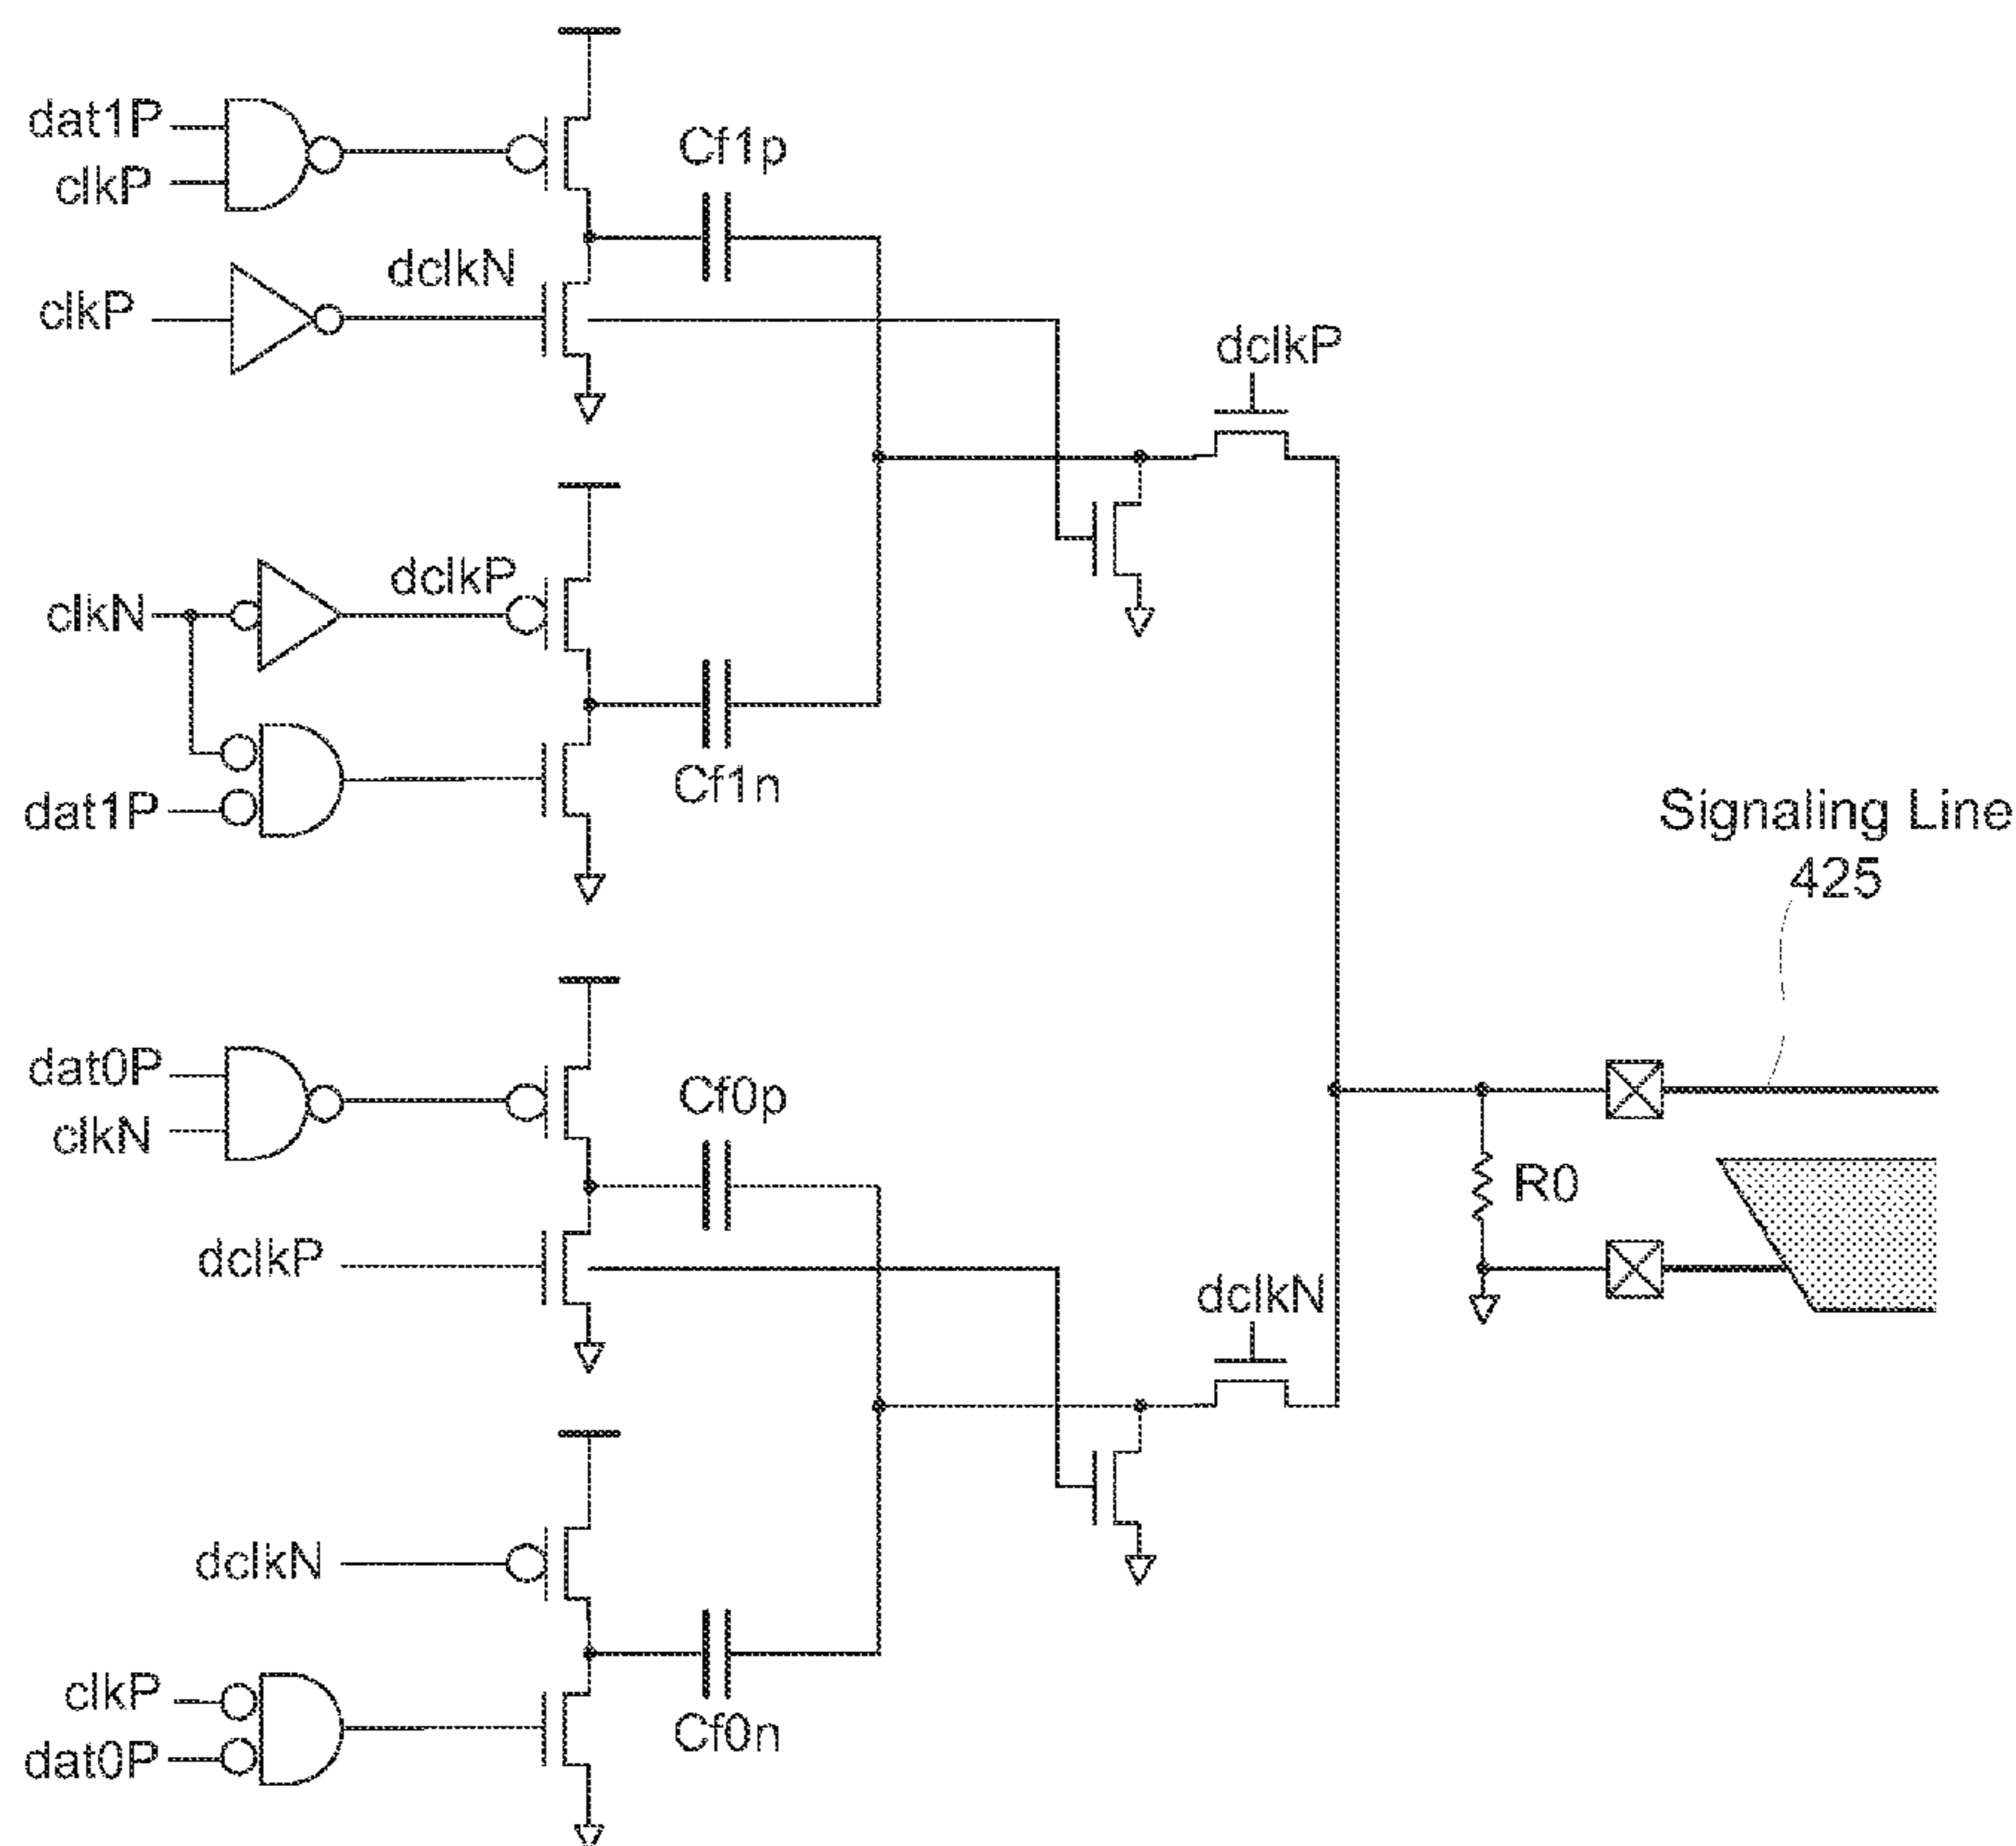 dat1P
clkP
Cf1p
clkP
dclkN
dclkP
clkN
dclkP
dat1P
Cf1n
Signaling Line
425
dat0P
clkN
Cf0p
R0
dclkP
dclkN
dclkN
clkP
dat0P
Cf0n